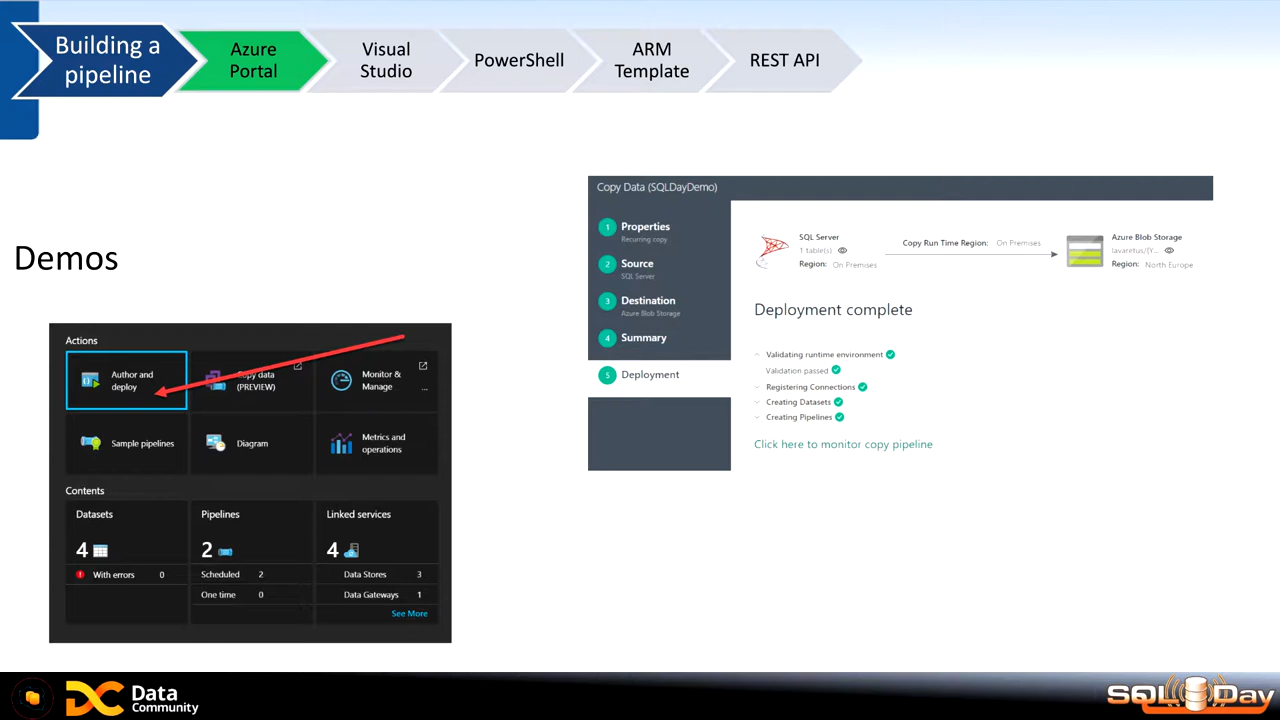 Building a
pipeline
Azure
Portal
Visual
Studio
PowerShell
ARM
Template
REST API
Demos
Actions
Author and
deploy
Copy data
(PREVIEW)
Monitor &
Manage
...
Sample pipelines
Diagram
Metrics and
operations
Contents
Datasets
4
With errors 0
Pipelines
2
Scheduled 2
One time 0
Linked services
4
Data Stores 3
Data Gateways 1
See More
Copy Data (SQLDayDemo)
1 Properties
Recurring copy
2 Source
SQL Server
3 Destination
Azure Blob Storage
4 Summary
5 Deployment
SQL Server
1 table(s)
Region: On Premises
Copy Run Time Region: On Premises
Azure Blob Storage
lavaretus/(Y...
Region: North Europe
Deployment complete
Validating runtime environment
Validation passed
Registering Connections
Creating Datasets
Creating Pipelines
Click here to monitor copy pipeline
DC Data
Community
SQL Day